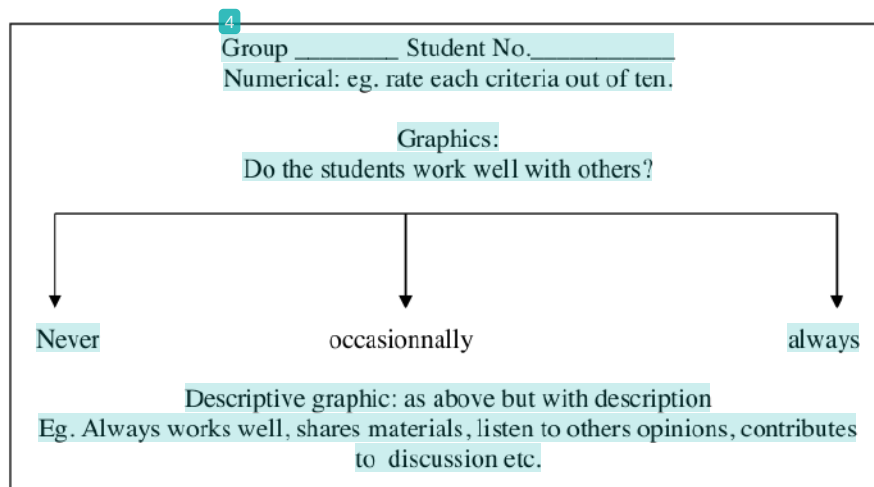 4
Group ________ Student No.___________
Numerical: eg. rate each criteria out of ten.
Graphics:
Do the students work well with others?
Never occasionnally always
Descriptive graphic: as above but with description
Eg. Always works well, shares materials, listen to others opinions, contributes
to discussion etc.